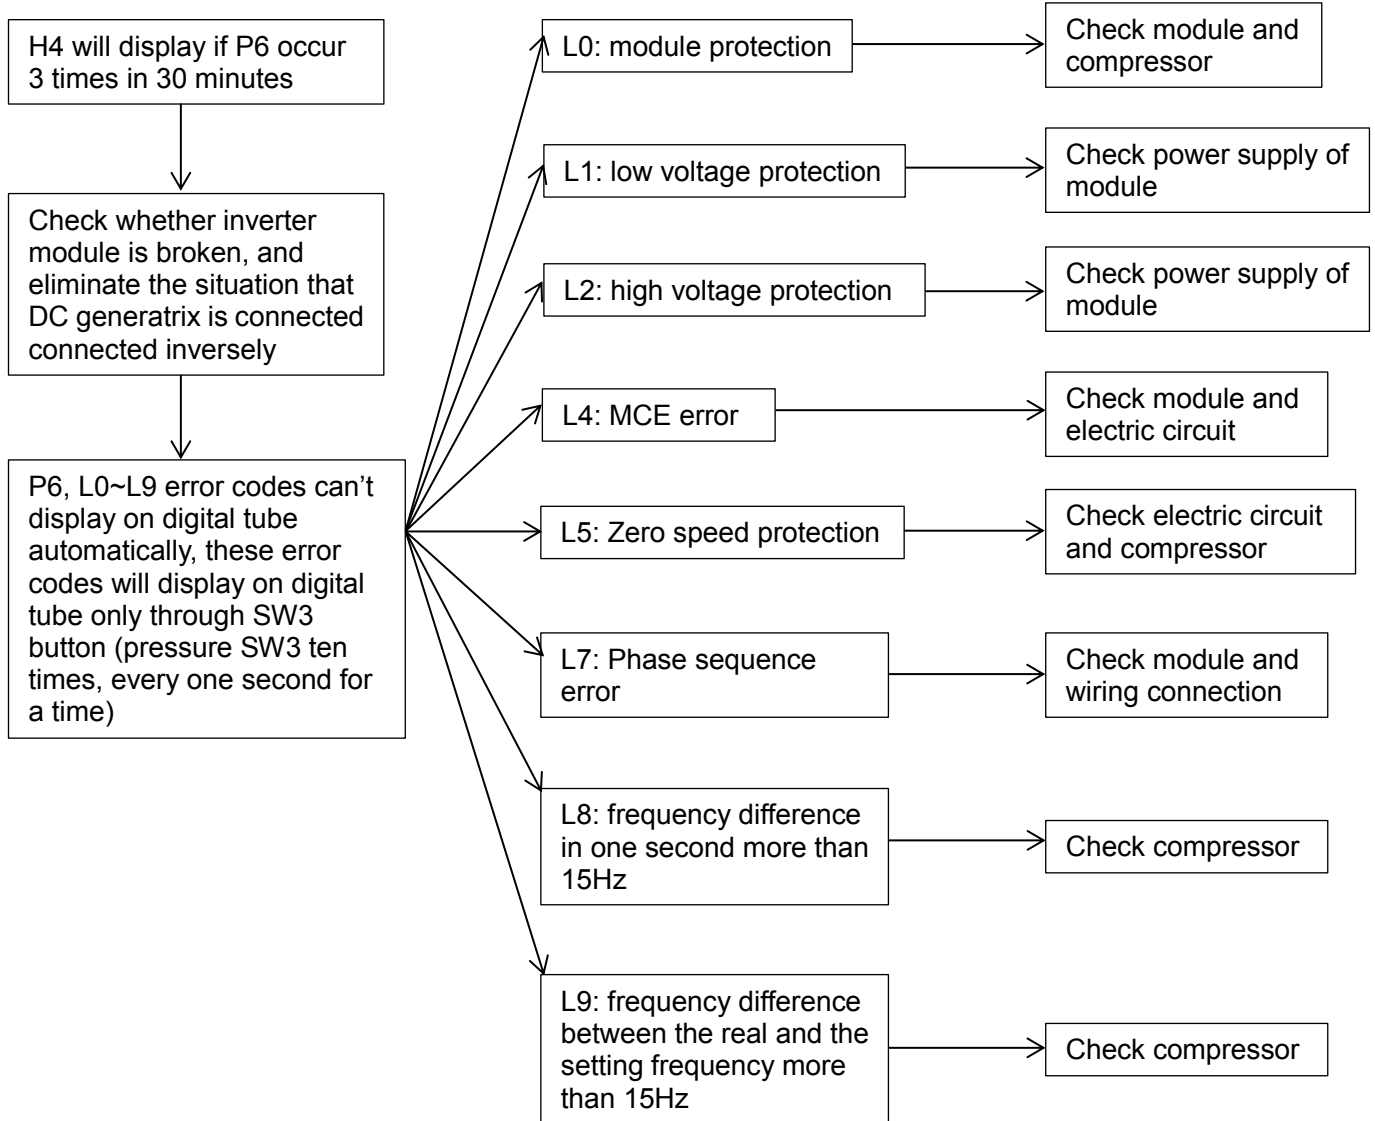 H4 will display if P6 occur
3 times in 30 minutes
Check whether inverter
module is broken, and
eliminate the situation that
DC generatrix is connected
connected inversely
P6, L0~L9 error codes can’t
display on digital tube
automatically, these error
codes will display on digital
tube only through SW3
button (pressure SW3 ten
times, every one second for
a time)
L0: module protection
Check module and
compressor
L1: low voltage protection
Check power supply of
module
L2: high voltage protection
Check power supply of
module
L4: MCE error
Check module and
electric circuit
L5: Zero speed protection
Check electric circuit
and compressor
L7: Phase sequence
error
Check module and
wiring connection
L8: frequency difference
in one second more than
15Hz
Check compressor
L9: frequency difference
between the real and the
setting frequency more
than 15Hz
Check compressor